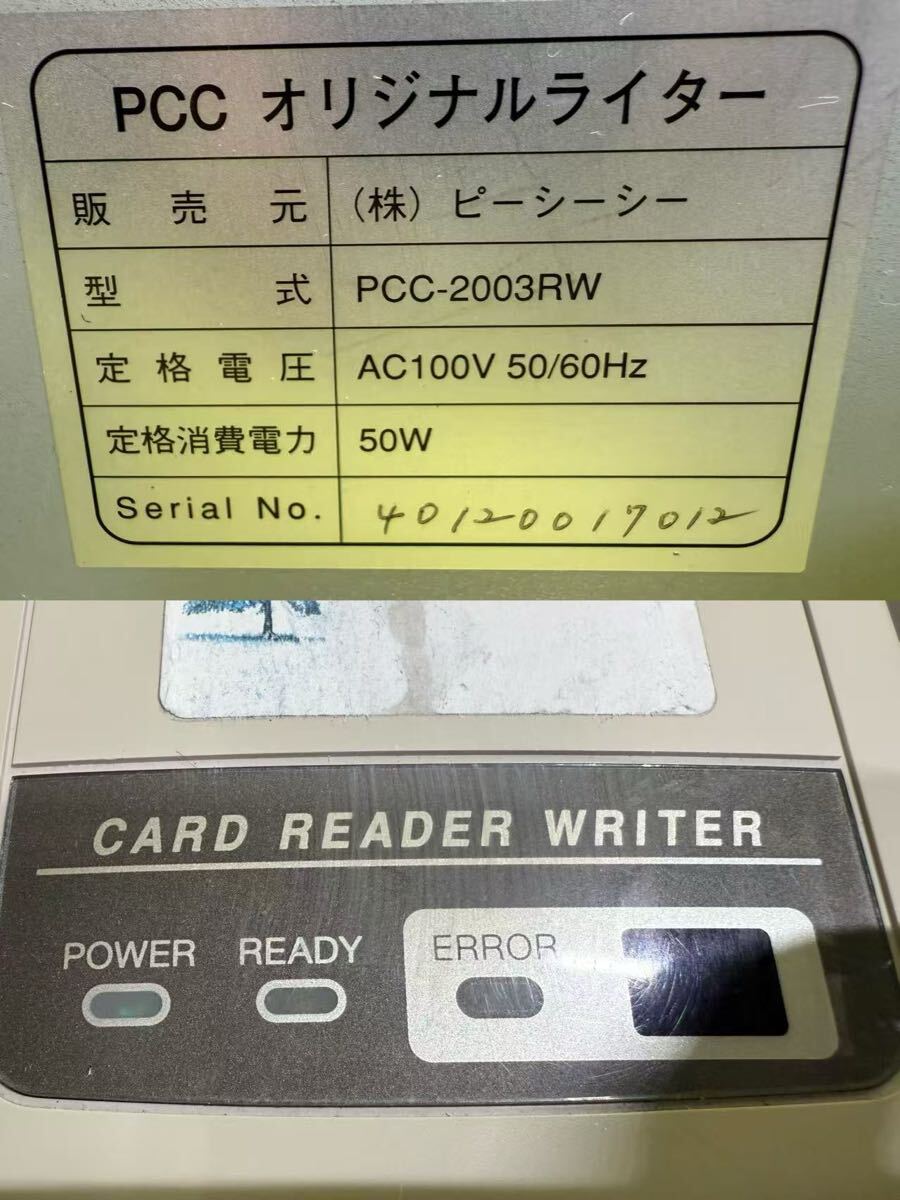 PCC オリジナルライター
販売元 (株) ピーシーシー
型式 PCC-2003RW
定格電圧 AC100V 50/60Hz
定格消費電力 50W
Serial No. 40120017012
CARD READER WRITER
POWER READY ERROR